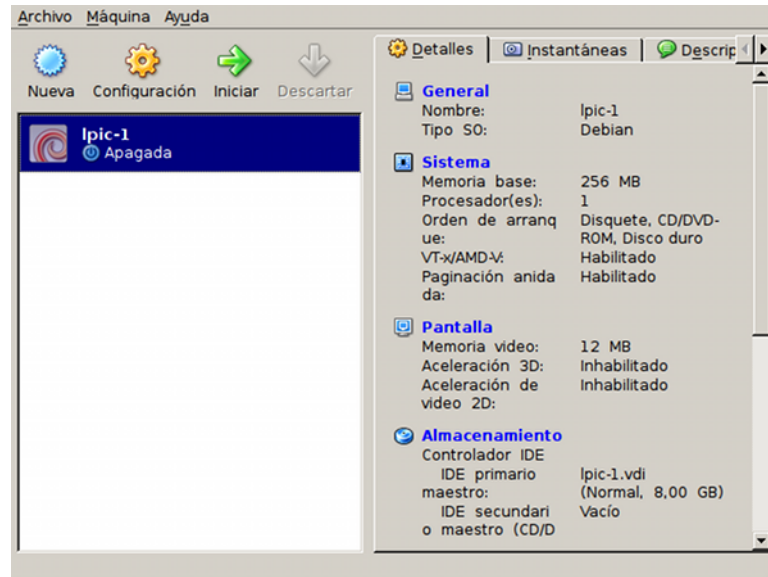 Archivo Máquina Ayuda
Nueva Configuración Iniciar Descartar
lpic-1
Apagada
Detalles Instantáneas Descrip
General
Nombre: lpic-1
Tipo SO: Debian
Sistema
Memoria base: 256 MB
Procesador(es): 1
Orden de arranq Disquete, CD/DVD-
ue: ROM, Disco duro
VT-x/AMD-V: Habilitado
Paginación anida Habilitado
da:
Pantalla
Memoria video: 12 MB
Aceleración 3D: Inhabilitado
Aceleración de Inhabilitado
video 2D:
Almacenamiento
Controlador IDE
IDE primario lpic-1.vdi
maestro: (Normal, 8,00 GB)
IDE secundari Vacío
o maestro (CD/D